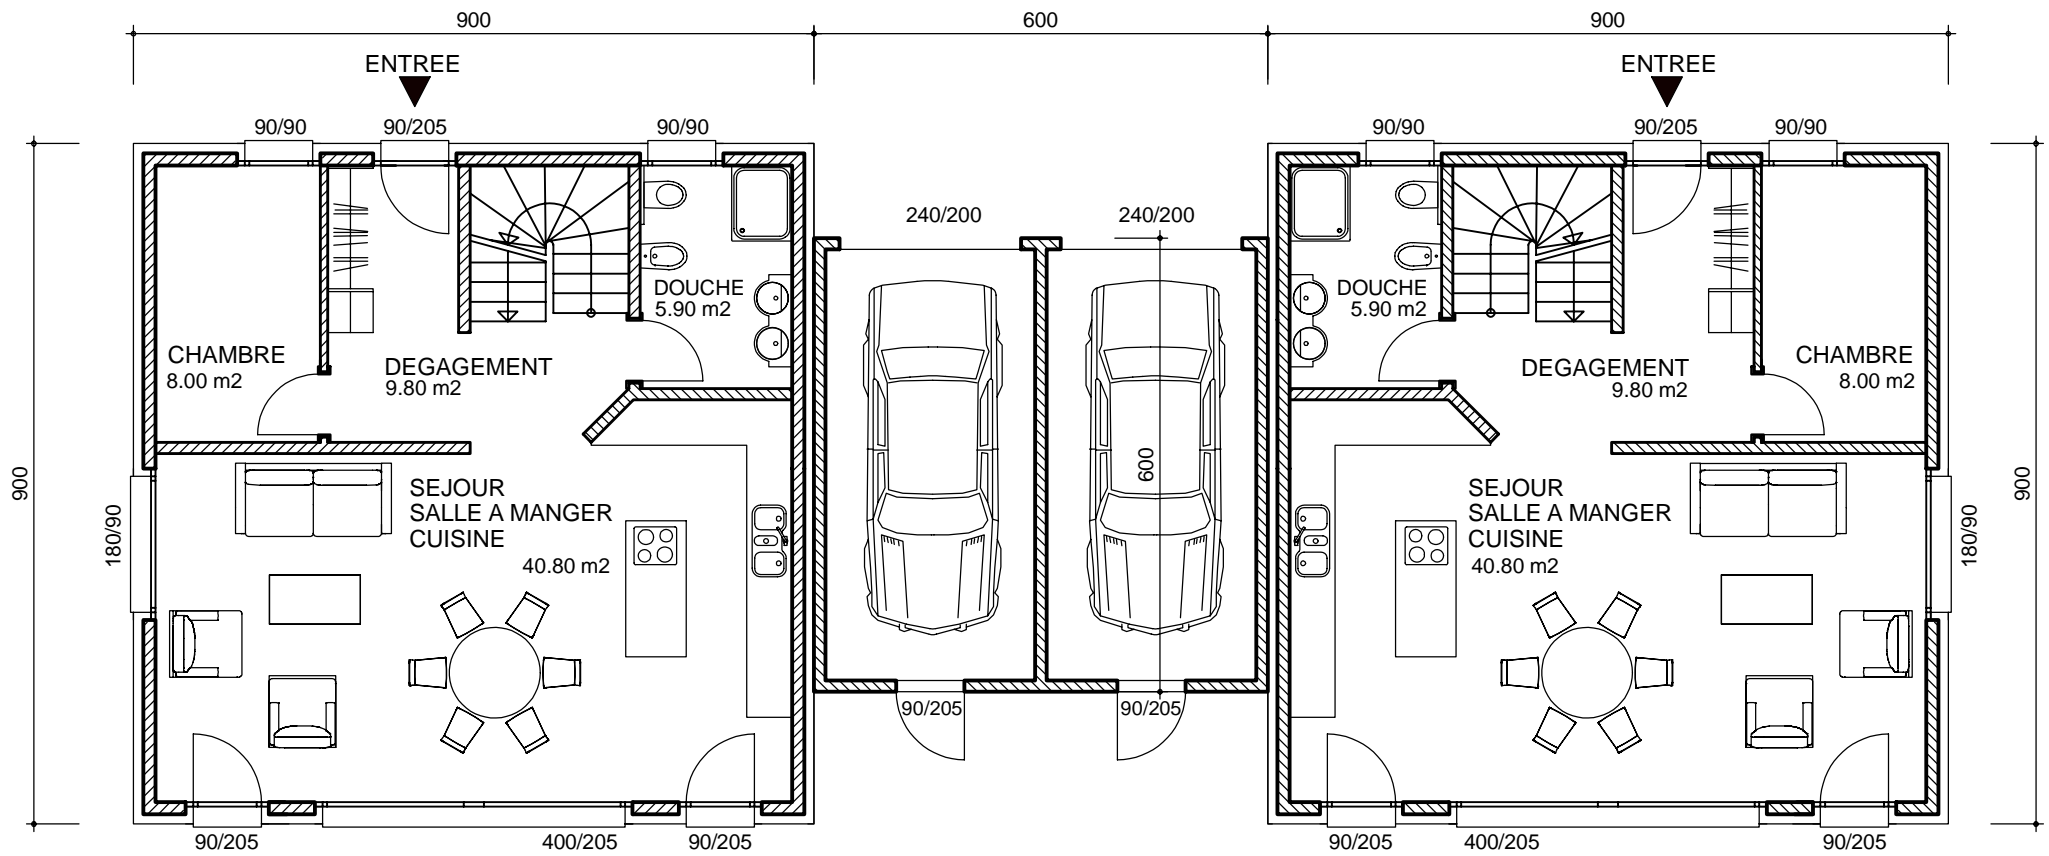 900
600
900
ENTREE
ENTREE
90/90
90/205
90/90
90/90
90/205
90/90
240/200
240/200
DOUCHE
5.90 m2
DOUCHE
5.90 m2
CHAMBRE
8.00 m2
DEGAGEMENT
9.80 m2
DEGAGEMENT
9.80 m2
CHAMBRE
8.00 m2
900
180/90
SEJOUR
SALLE A MANGER
CUISINE
40.80 m2
600
SEJOUR
SALLE A MANGER
CUISINE
40.80 m2
180/90
900
90/205
90/205
90/205
400/205
90/205
90/205
400/205
90/205